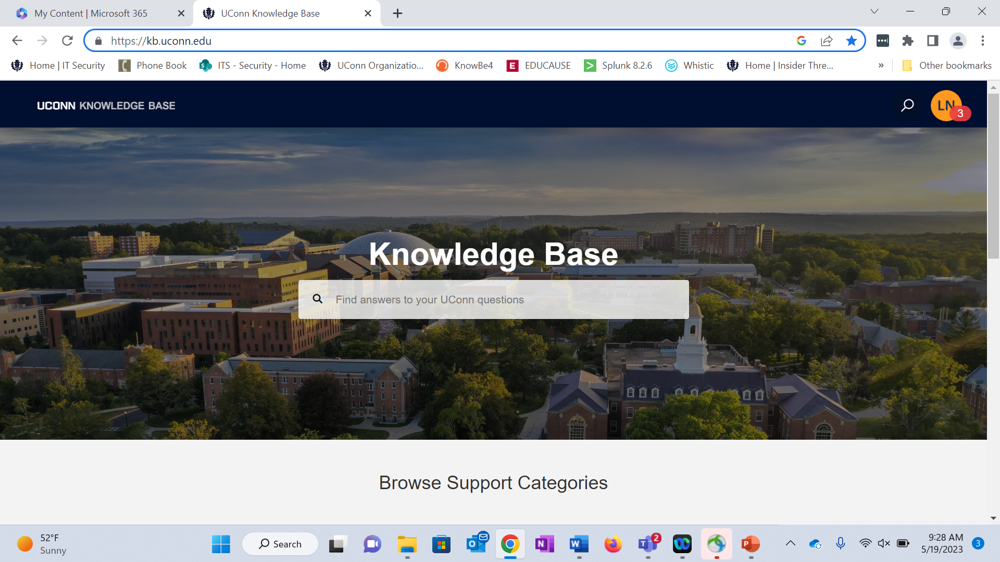 My Content | Microsoft 365
UConn Knowledge Base
https://kb.uconn.edu
Home | IT Security
Phone Book
ITS - Security - Home
UConn Organizatio...
KnowBe4
EDUCAUSE
Splunk 8.2.6
Whistic
Home | Insider Thre...
»
Other bookmarks
UCONN KNOWLEDGE BASE
LN
3
Knowledge Base
Find answers to your UConn questions
Browse Support Categories
52°F
Sunny
Search
2
9:28 AM
5/19/2023
3